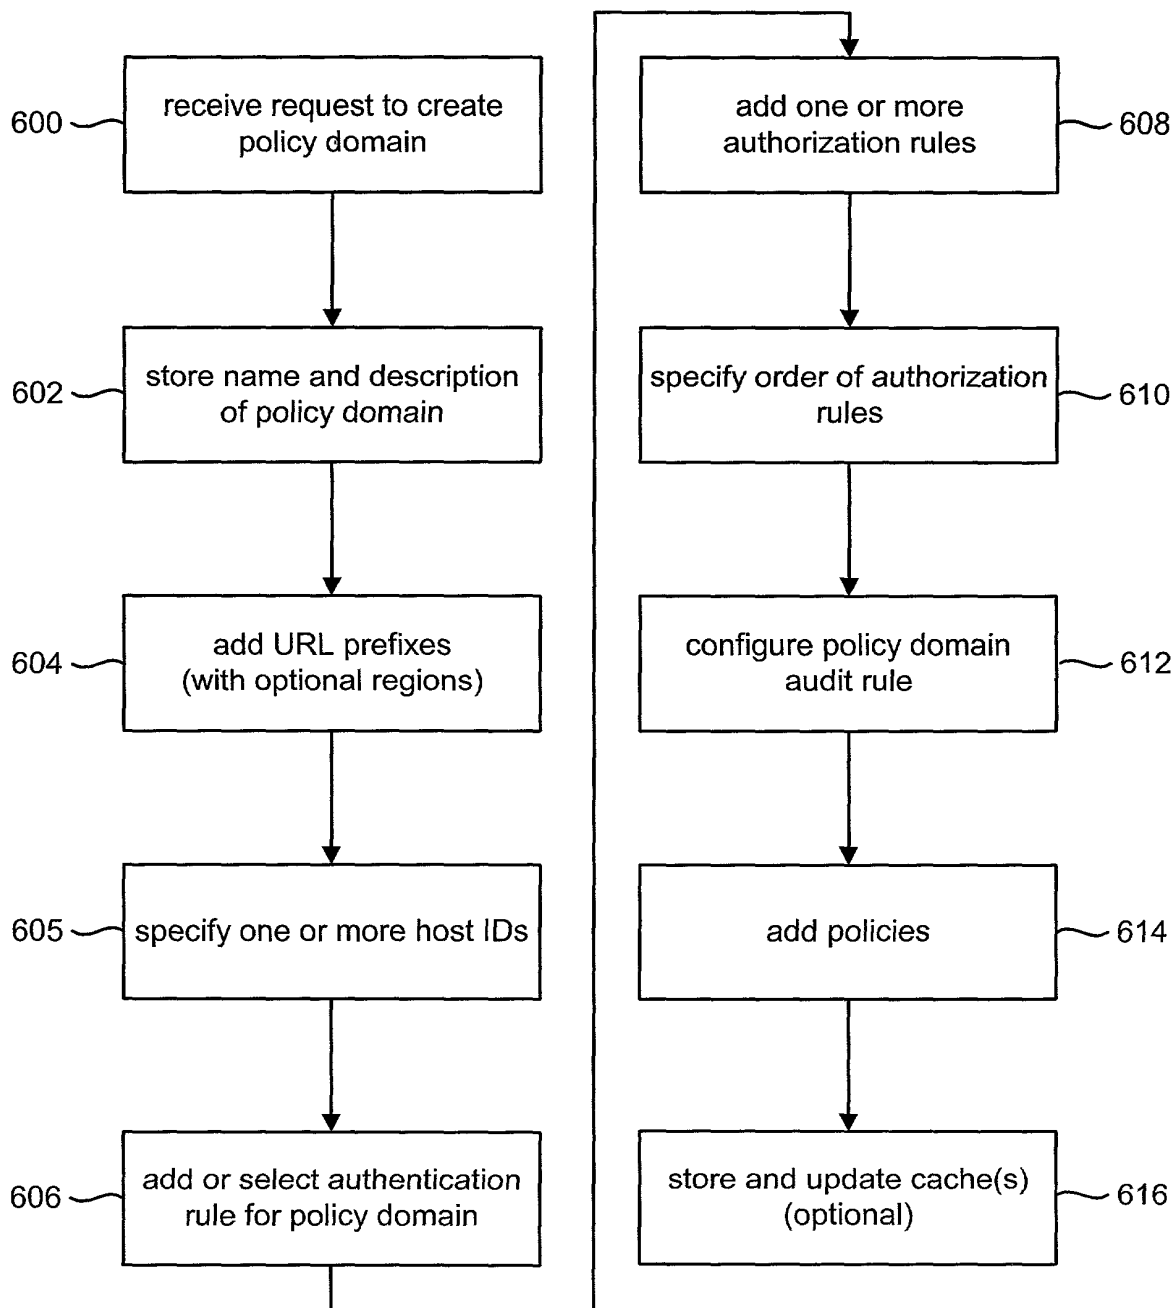 600
receive request to create
policy domain
602
store name and description
of policy domain
604
add URL prefixes
(with optional regions)
605
specify one or more host IDs
606
add or select authentication
rule for policy domain
add one or more
authorization rules
608
specify order of authorization
rules
610
configure policy domain
audit rule
612
add policies
614
store and update cache(s)
(optional)
616